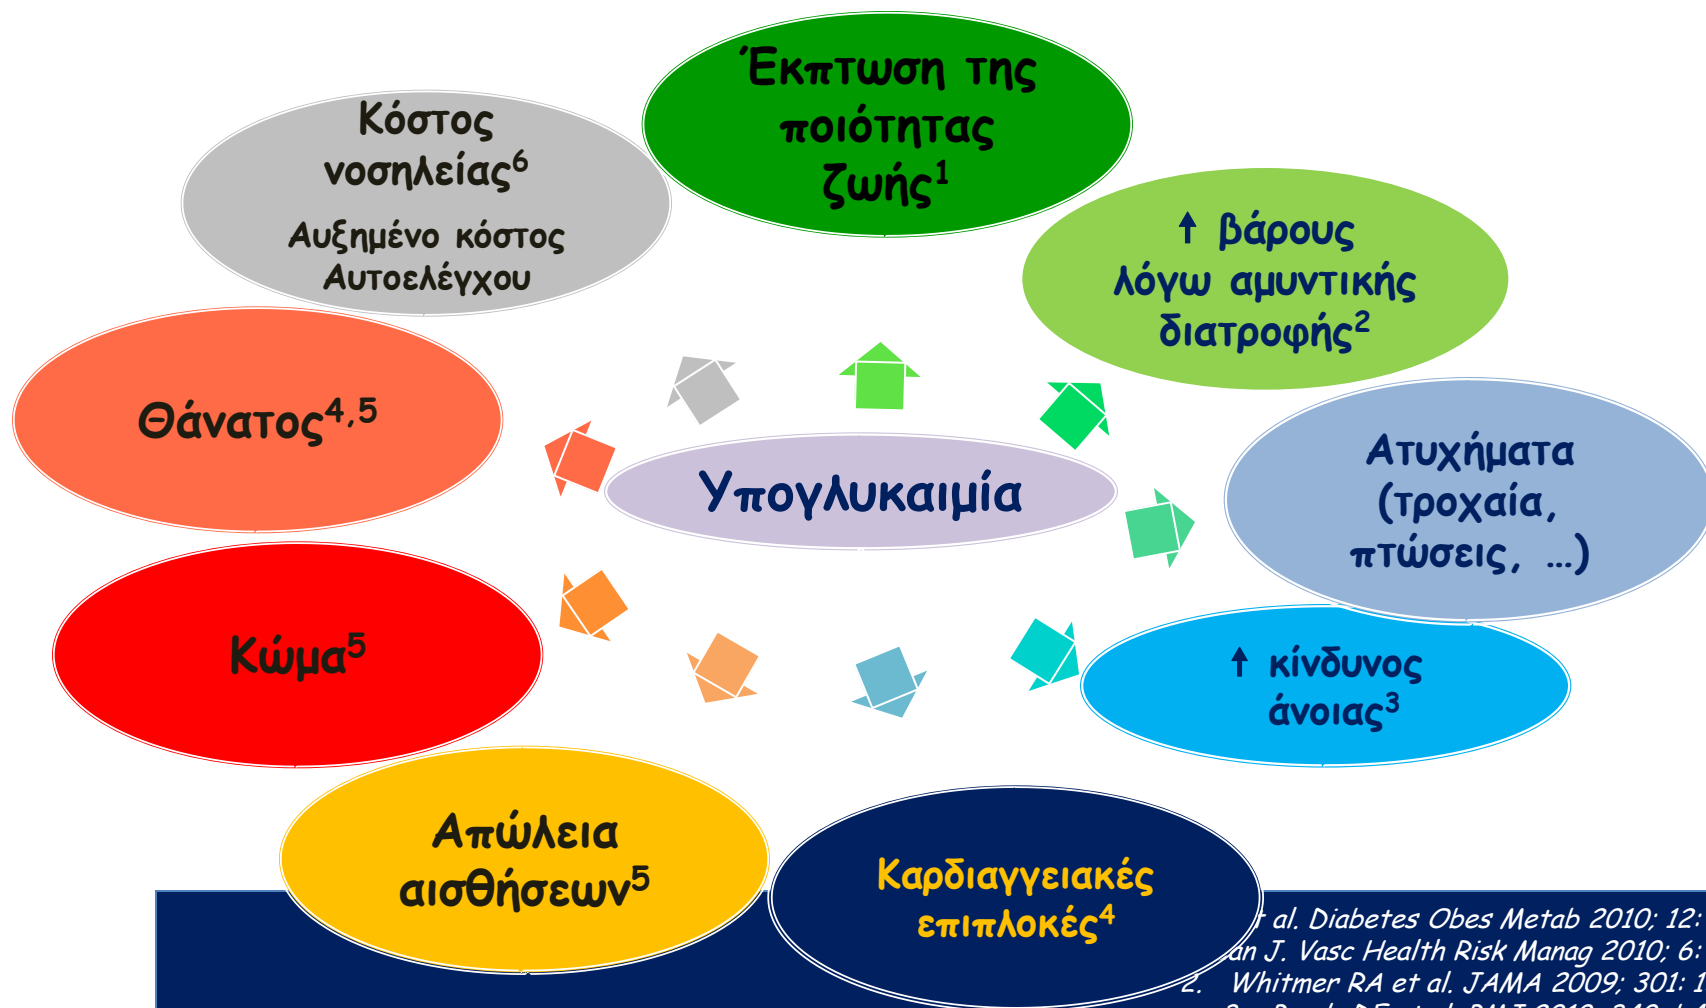 Έκπτωση της
ποιότητας
ζωής1
Κόστος
νοσηλείας6
Αυξημένο κόστος
Αυτοελέγχου
↑ βάρους
λόγω αμυντικής
διατροφής2
Θάνατος4,5
Υπογλυκαιμία
Ατυχήματα
(τροχαία,
πτώσεις, …)
Κώμα5
↑ κίνδυνος
άνοιας3
Απώλεια
αισθήσεων5
Καρδιαγγειακές
επιπλοκές4
al. Diabetes Obes Metab 2010; 12:
J. Vasc Health Risk Manag 2010; 6:
2. Whitmer RA et al. JAMA 2009; 301: